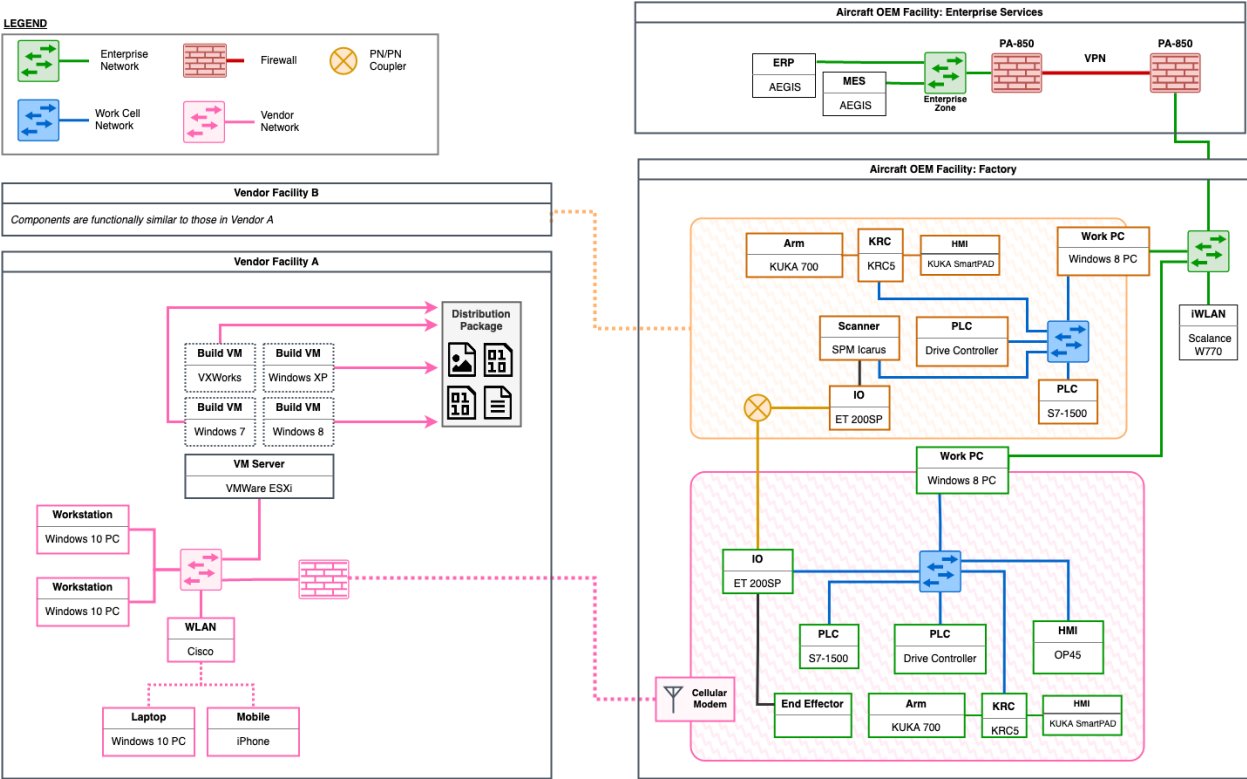 LEGEND
Enterprise
Network
Firewall
PN/PN
Coupler
Work Cell
Network
Vendor
Network
Aircraft OEM Facility: Enterprise Services
ERP
AEGIS
MES
AEGIS
Enterprise
Zone
PA-850
VPN
PA-850
Vendor Facility B
Components are functionally similar to those in Vendor A
Vendor Facility A
Distribution
Package
Build VM
VXWorks
Build VM
Windows XP
Build VM
Windows 7
Build VM
Windows 8
VM Server
VMWare ESXi
Workstation
Windows 10 PC
Workstation
Windows 10 PC
WLAN
Cisco
Laptop
Windows 10 PC
Mobile
iPhone
Aircraft OEM Facility: Factory
Arm
KUKA 700
KRC
KRC5
HMI
KUKA SmartPAD
Work PC
Windows 8 PC
iWLAN
Scalance
W770
Scanner
SPM Icarus
PLC
Drive Controller
IO
ET 200SP
PLC
S7-1500
Work PC
Windows 8 PC
IO
ET 200SP
PLC
S7-1500
PLC
Drive Controller
HMI
OP45
Cellular
Modem
End Effector
Arm
KUKA 700
KRC
KRC5
HMI
KUKA SmartPAD